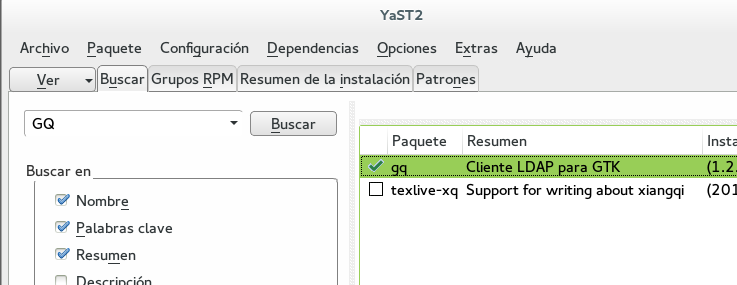 YaST2
Archivo Paquete Configuración Dependencias Opciones Extras Ayuda
Ver Buscar Grupos RPM Resumen de la instalación Patrones
GQ Buscar
Paquete Resumen Insta
gq Cliente LDAP para GTK (1.2.
texlive-xq Support for writing about xiangqi (201
Buscar en
Nombre
Palabras clave
Resumen
Descripción